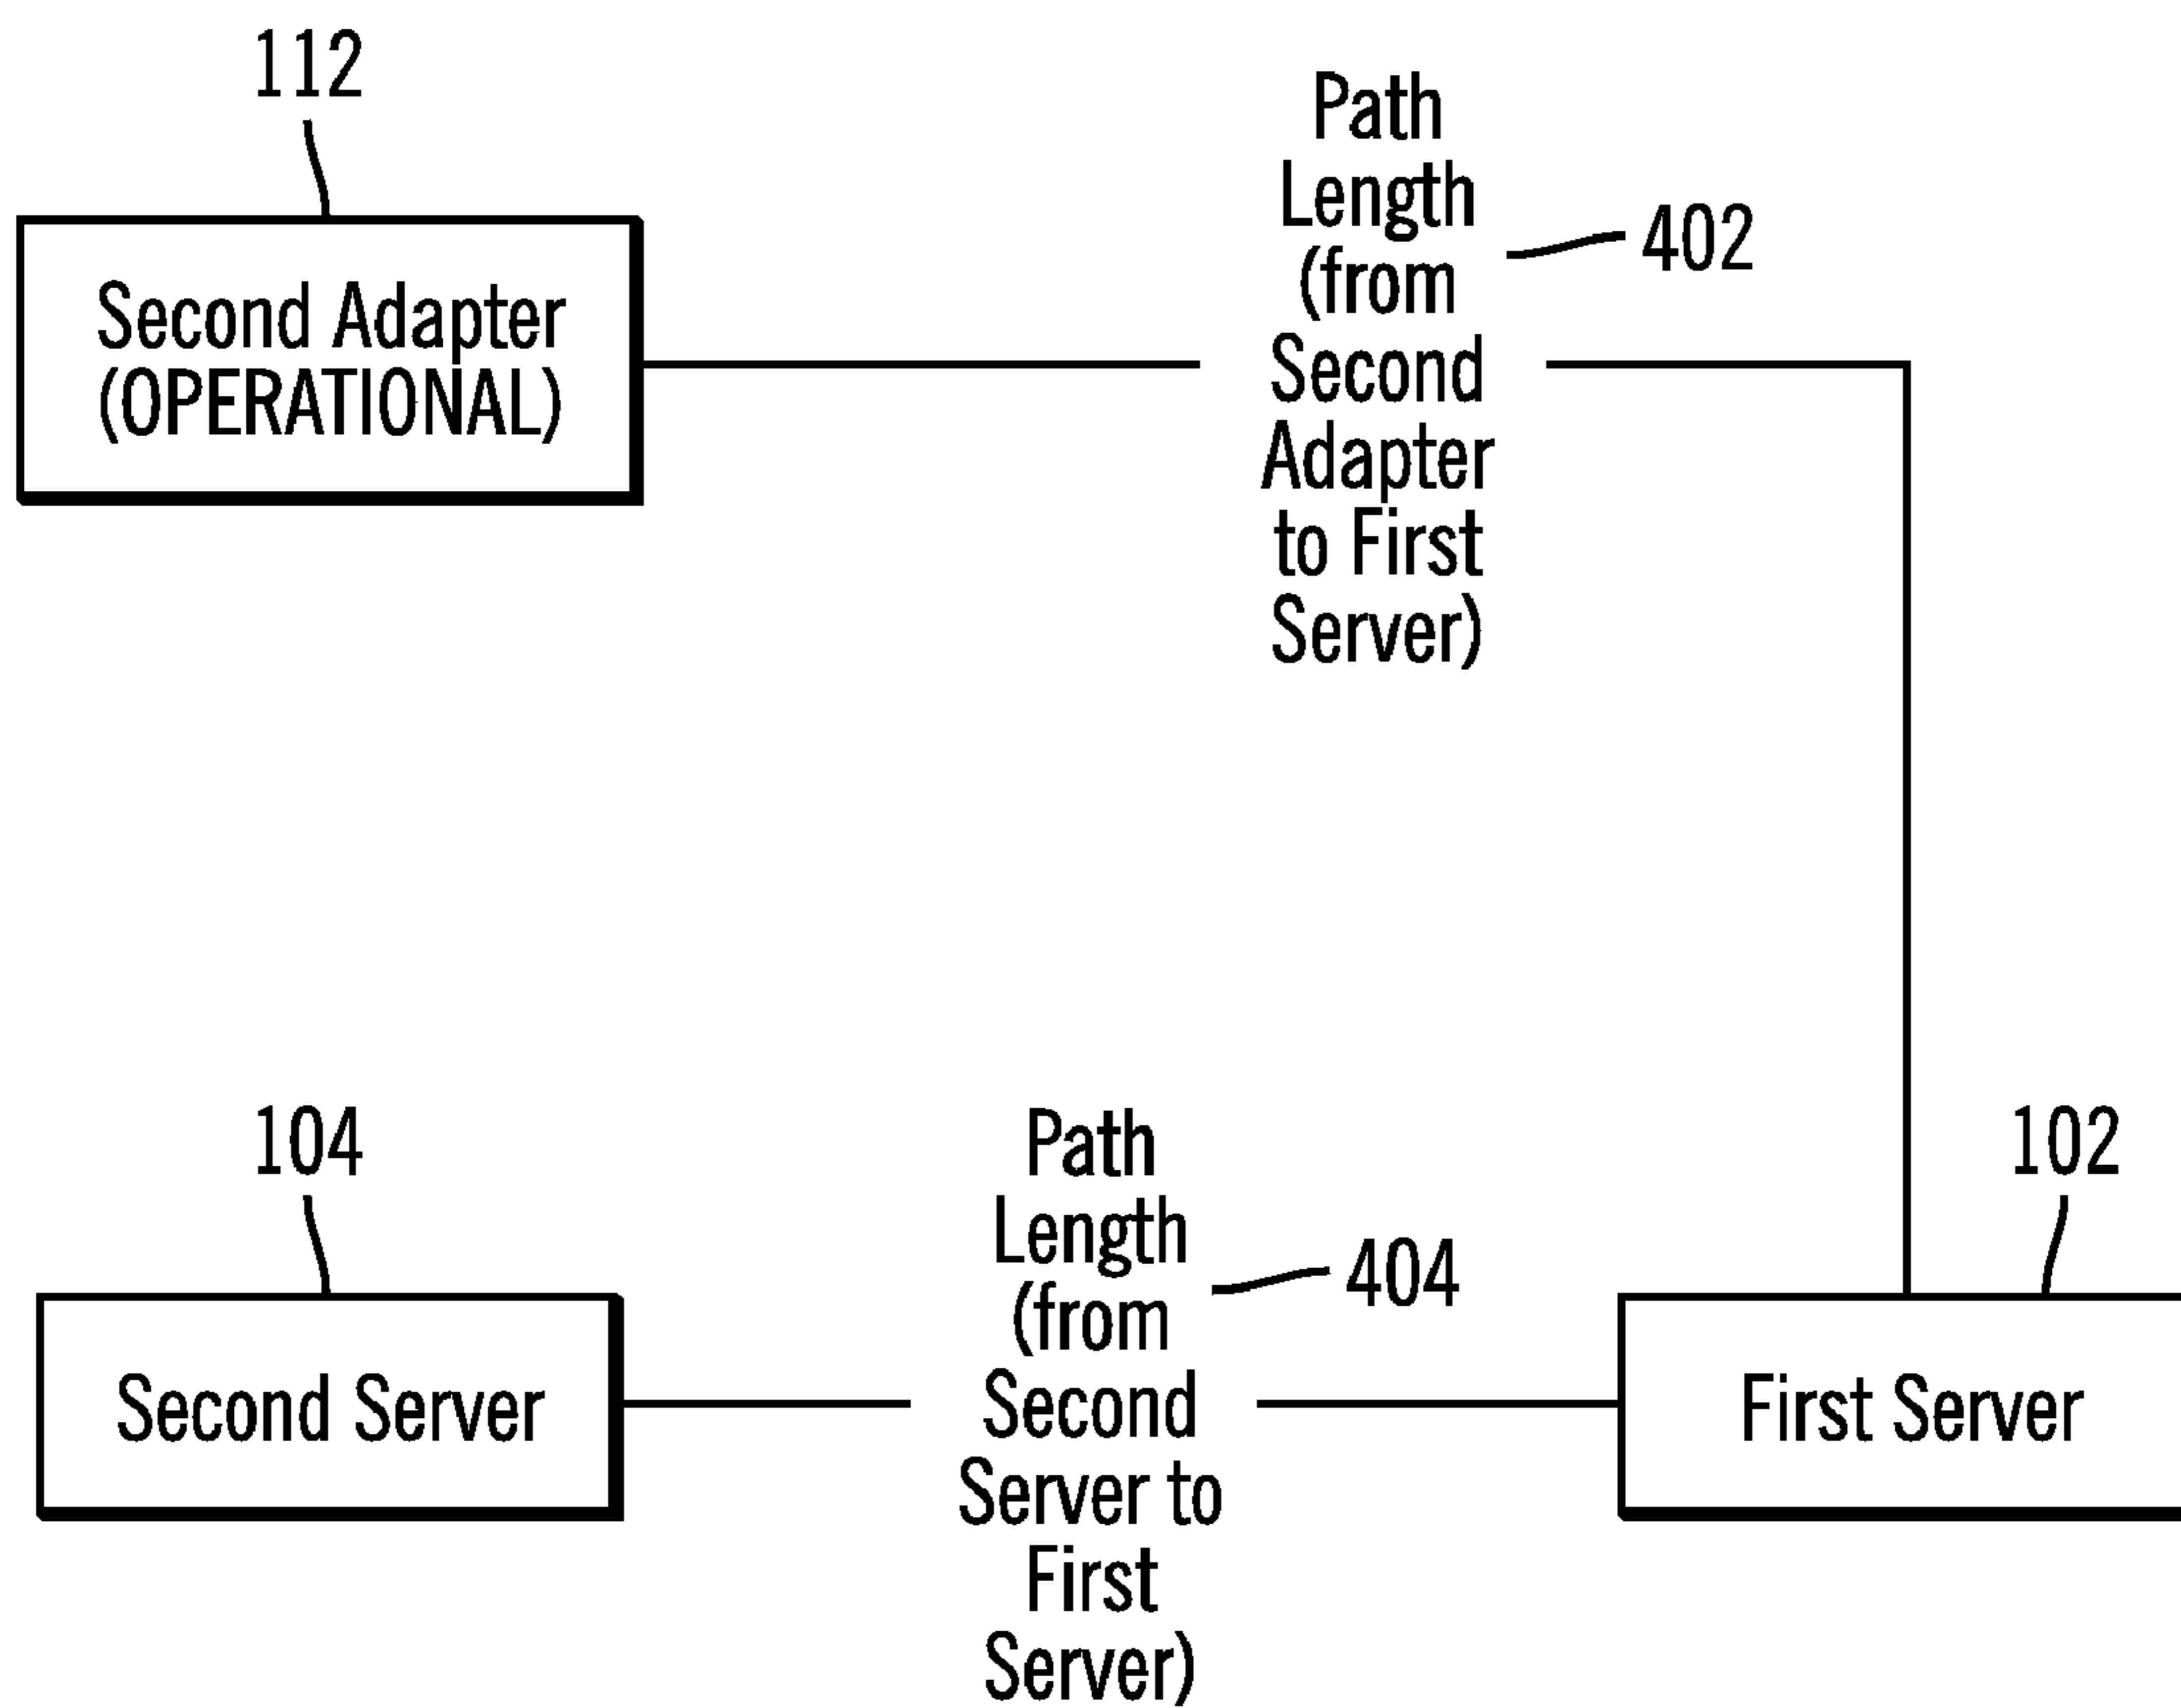 112
Second Adapter
(OPERATIONAL)
Path
Length
(from
Second
Adapter
to First
Server)
402
104
Second Server
Path
Length
(from
Second
Server to
First
Server)
404
102
First Server